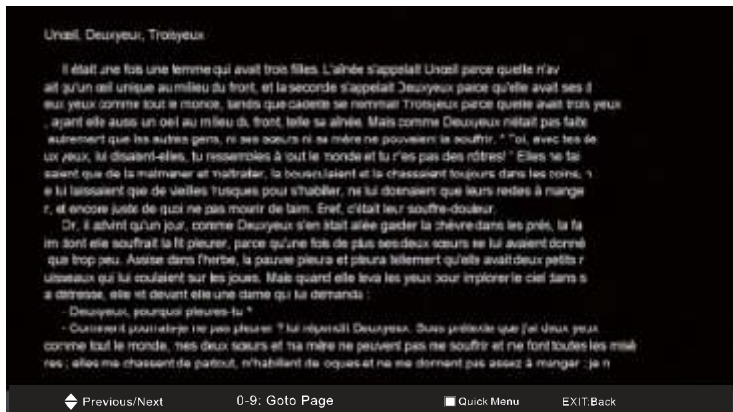 Unœil, Deuxyeux, Troisyeux
Il était une fois une femme qui avait trois filles. L'aînée s'appelait Unœil parce quelle n'av
ait qu'un œil unique au milieu du front, et la seconde s'appelait Deuxyeux parce qu'elle avait ses d
eux yeux comme tout le monde, tandis que cadette se nommait Troisyeux parce quelle avait trois yeux
, ayant elle aussi un œil au milieu du front, telle sa aînée. Mais comme Deuxyeux n'était pas faite
autrement que les autres gens, ni ses sœurs ni sa mère ne pouvaient la souffrir. " Toi, avec tes de
ux yeux, lui disaient-elles, tu ressembles à tout le monde et tu n'es pas des nôtres! " Elles ne fai
saient que de la malmener et maltraiter, la bousculaient et la chassaient toujours dans les coins, n
e lui laissaient que de vieilles frusques pour s'habiller, ne lui donnaient que leurs restes à mange
r, et encore juste de quoi ne pas mourir de faim. Bref, c'était leur souffre-douleur.
Or, il advint qu'un jour, comme Deuxyeux s'en était allée garder la chèvre dans les prés, la fa
im dont elle souffrait la fit pleurer, parce qu'une fois de plus ses deux sœurs ne lui avaient donné
que trop peu. Assise dans l'herbe, la pauvre pleura et pleura tellement qu'elle avait deux petits r
uisseaux qui lui coulaient sur les joues. Mais quand elle leva les yeux pour implorer le ciel dans s
a détresse, elle vit devant elle une dame qui lui demanda :
- Deuxyeux, pourquoi pleures-tu ?
- Comment pourrais-je ne pas pleurer ? lui répondit Deuxyeux. Sous prétexte que j'ai deux yeux
comme tout le monde, mes deux sœurs et ma mère ne peuvent pas me souffrir et ne font toutes les misè
res ; elles me chassent de partout, m'habillent de loques et ne me donnent pas assez à manger : je n
Previous/Next 0-9: Goto Page Quick Menu EXIT:Back